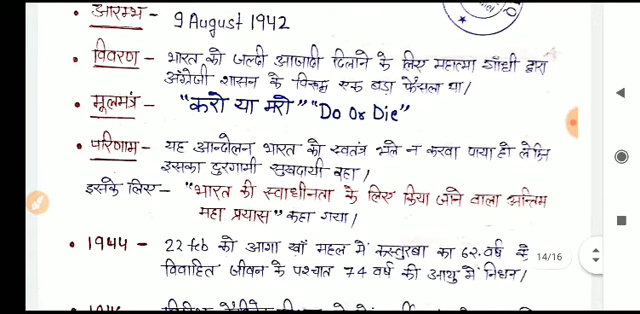 • आरम्भ - 9 August 1942
• विवरण - भारत को जल्दी आजादी दिलाने के लिए महात्मा गाँधी द्वारा
अंग्रेजी शासन के विरुद्ध एक बड़ा फैसला था।
• मूलमंत्र - "करो या मरो" "Do Or Die"
• परिणाम - यह आन्दोलन भारत को स्वतंत्र भले न करवा पाया हो लेकिन
इसका दुरगामी सुखदायी रहा।
इसके लिए - "भारत की स्वाधीनता के लिए किया जाने वाला अन्तिम
महा प्रयास" कहा गया।
• 1944 - 22 feb को आगा खाँ महल में कस्तुरबा का 62 वर्ष के
विवाहित जीवन के पश्चात 74 वर्ष की आयु में निधन।
14/16